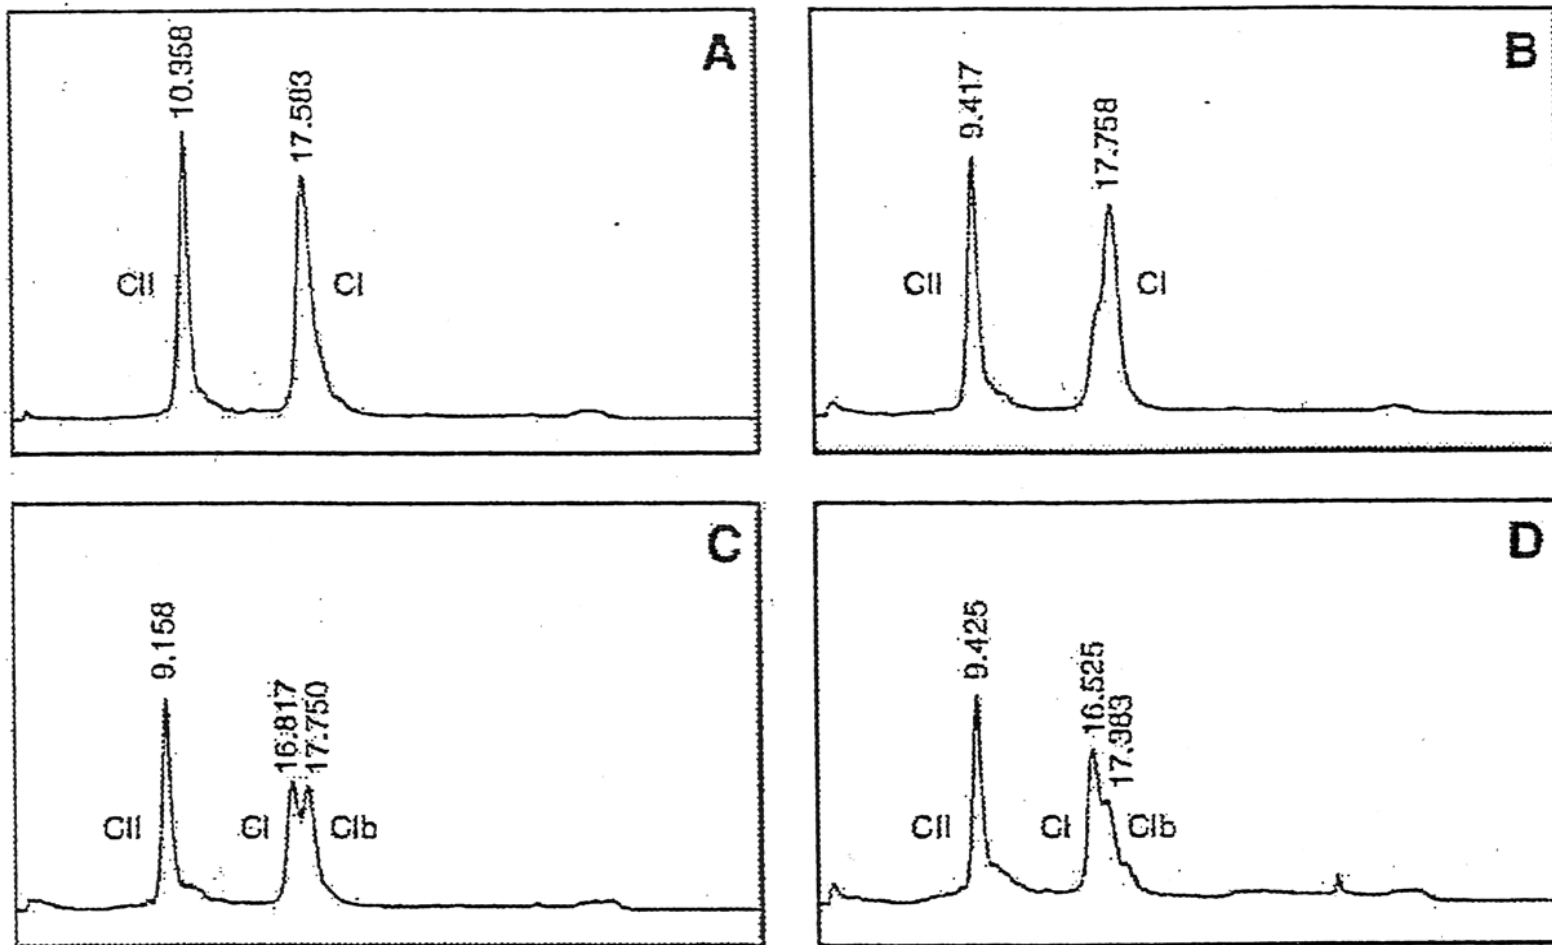 A
10.358
17.583
CII
CI
B
9.417
17.758
CII
CI
C
9.158
16.817
17.750
CII
CI
CIb
D
9.425
16.525
17.383
CII
CI
CIb